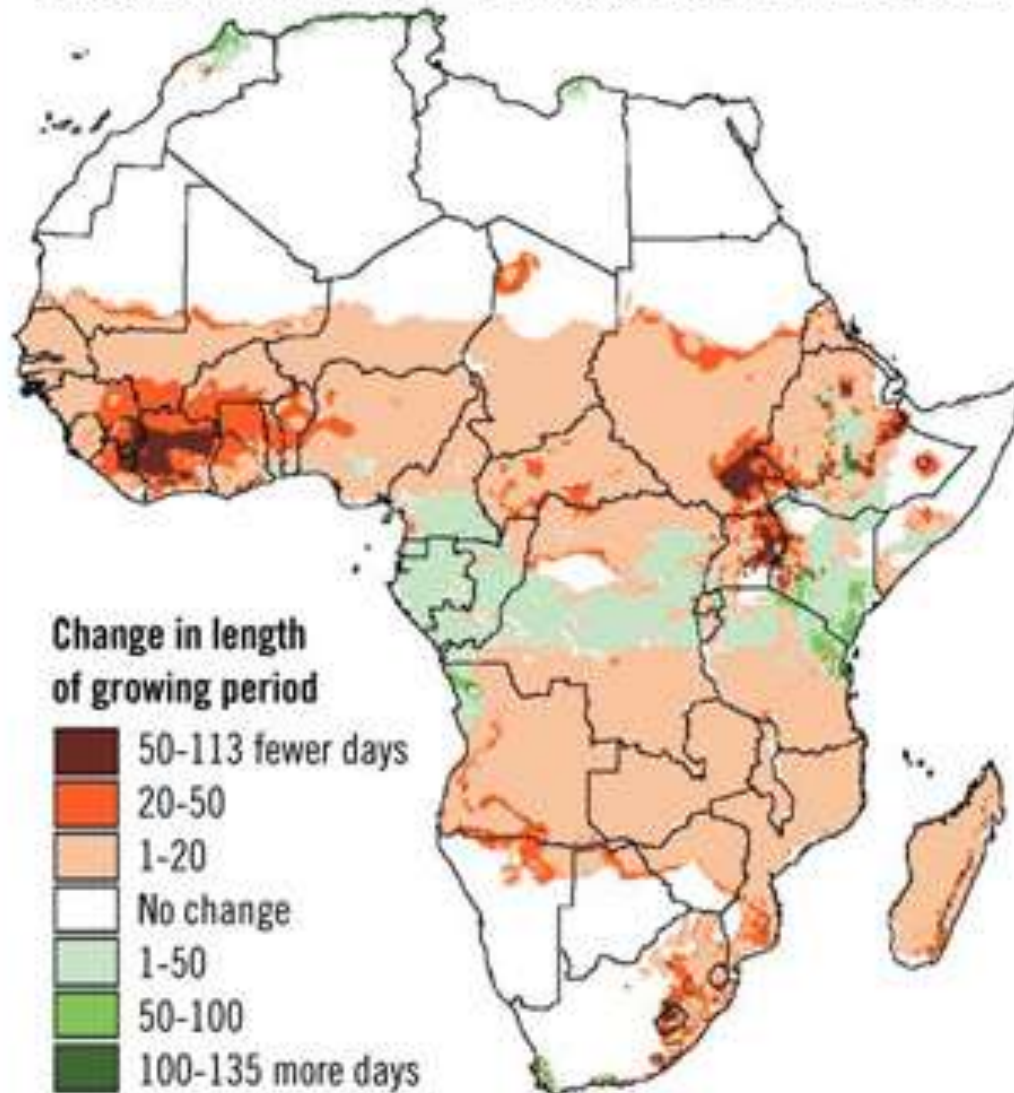 Change in length
of growing period
50-113 fewer days
20-50
1-20
No change
1-50
50-100
100-135 more days